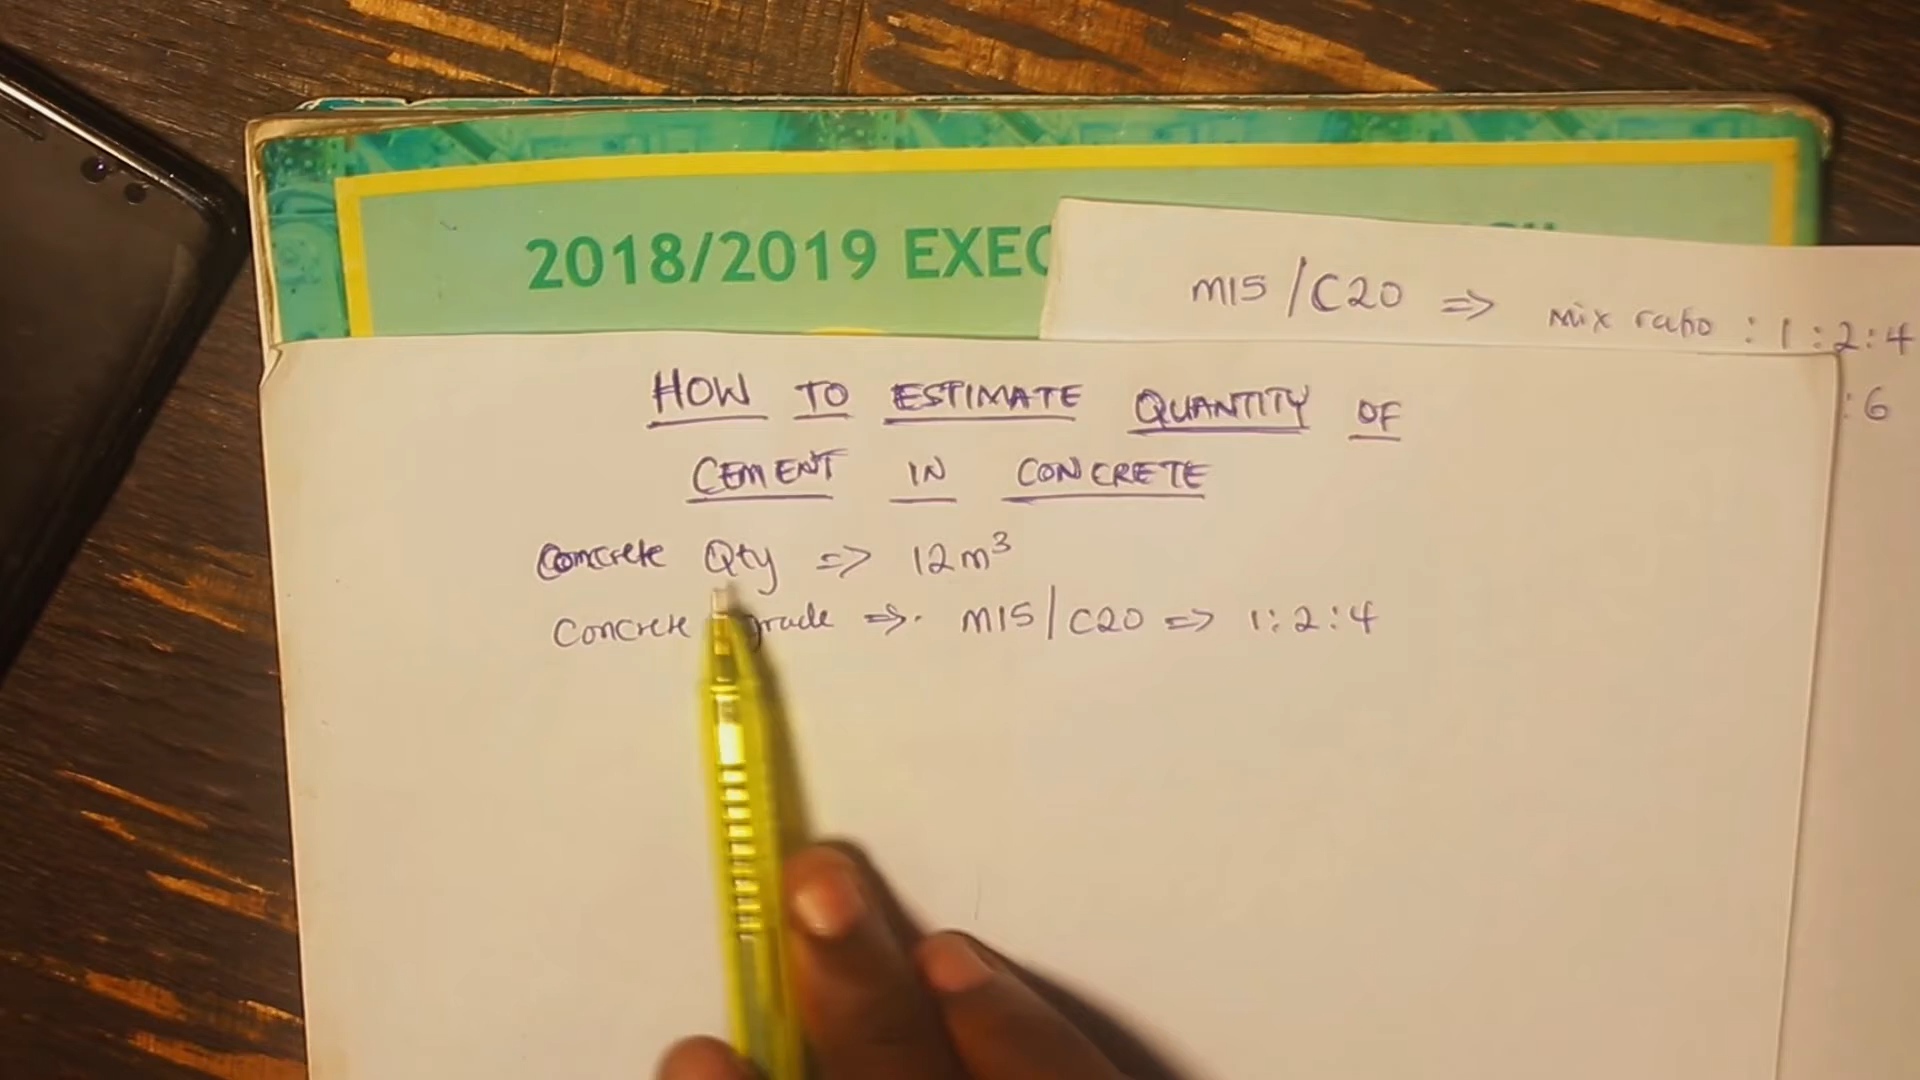 2018/2019 EXEC
M15/C20 => mix ratio : 1:2:4
:6
HOW TO ESTIMATE QUANTITY OF
CEMENT IN CONCRETE
Concrete Qty => 12m³
Concrete grade => M15/C20 => 1:2:4